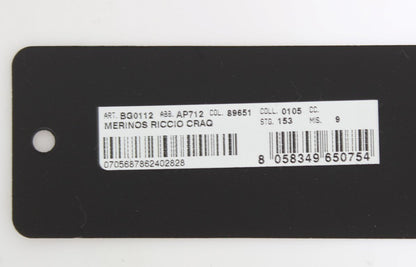 ART. BG0112 ABB. AP712 COL. 89651 COLL. 0105 CC.
MERINOS RICCIO CRAQ STG. 153 MIS. 9
0705687862402828
8 058349 650754